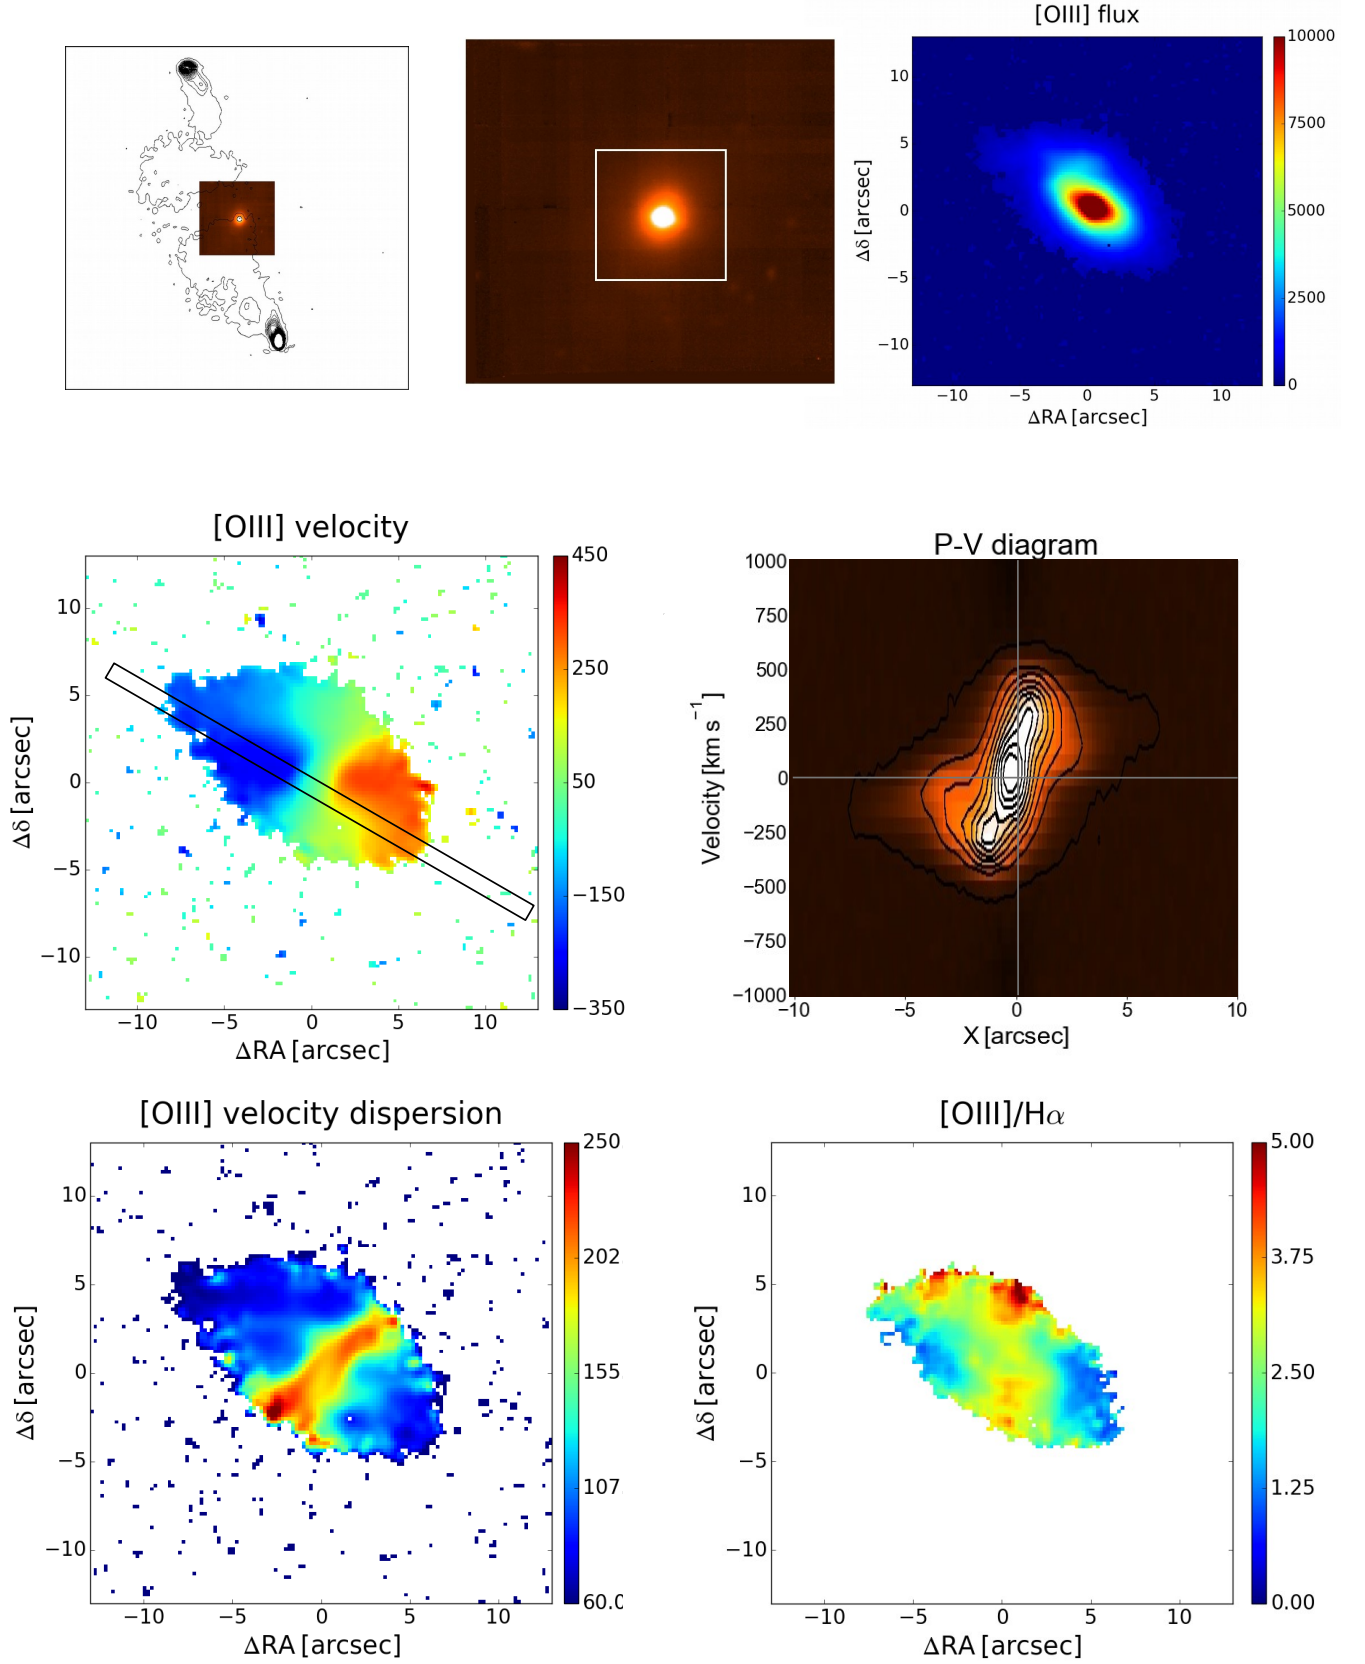 [OIII] flux
10
5
0
−5
−10
Δδ [arcsec]
−10 −5 0 5 10
ΔRA [arcsec]
10000
7500
5000
2500
0
[OIII] velocity
10
5
0
−5
−10
Δδ [arcsec]
−10 −5 0 5 10
ΔRA [arcsec]
450
250
50
−150
−350
P-V diagram
1000
750
500
250
0
−250
−500
−750
−1000
Velocity [km s⁻¹]
−10 −5 0 5 10
X [arcsec]
[OIII] velocity dispersion
10
5
0
−5
−10
Δδ [arcsec]
−10 −5 0 5 10
ΔRA [arcsec]
250
202
155
107
60.0
[OIII]/Hα
10
5
0
−5
−10
Δδ [arcsec]
−10 −5 0 5 10
ΔRA [arcsec]
5.00
3.75
2.50
1.25
0.00